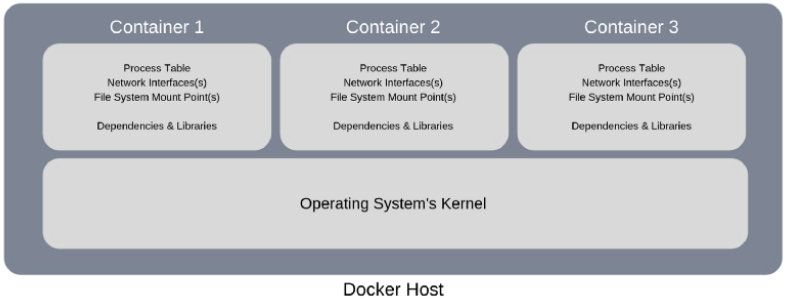 Container 1
Container 2
Container 3
Process Table
Network Interfaces(s)
File System Mount Point(s)
Dependencies & Libraries
Process Table
Network Interfaces(s)
File System Mount Point(s)
Dependencies & Libraries
Process Table
Network Interfaces(s)
File System Mount Point(s)
Dependencies & Libraries
Operating System's Kernel
Docker Host